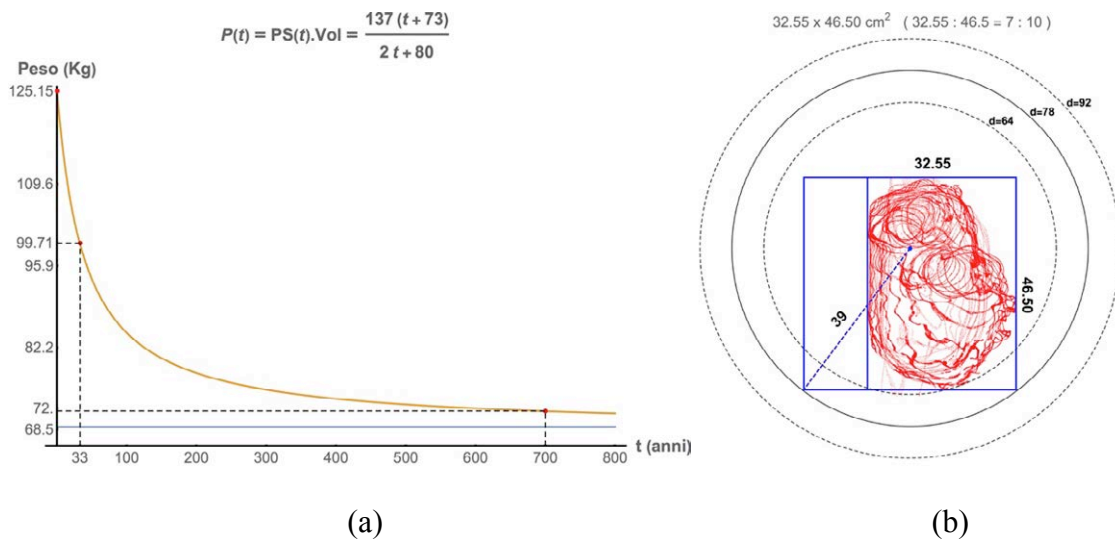 P(t) = PS(t).Vol = 137 (t + 73) / 2 t + 80
Peso (Kg)
125.15
109.6
99.71
95.9
82.2
72.
68.5
33 100 200 300 400 500 600 700 800
t (anni)
(a)
32.55 x 46.50 cm² ( 32.55 : 46.5 = 7 : 10 )
d=92
d=78
d=64
32.55
46.50
39
(b)